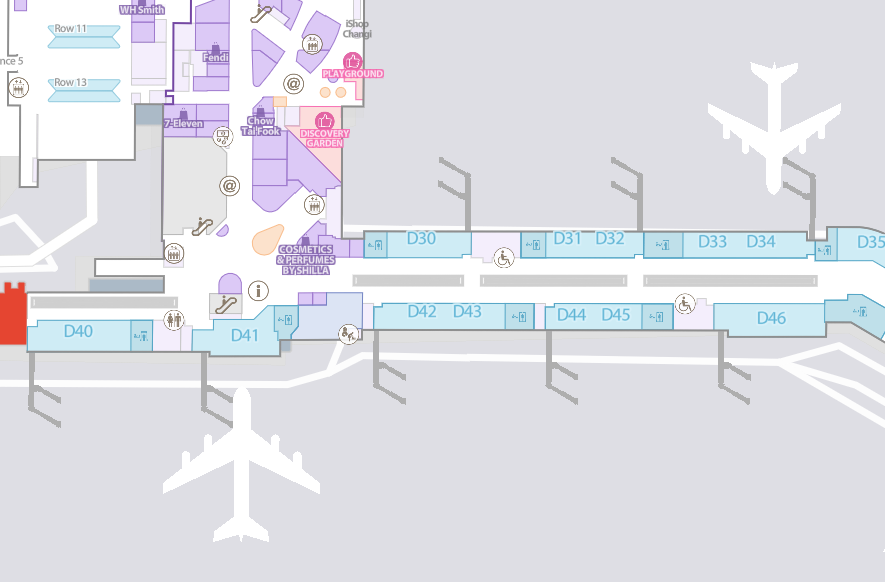 WH Smith
Row 11
iShop
Changi
Fendi
nce 5
PLAYGROUND
Row 13
@
7-Eleven
Chow
Tai Fook
DISCOVERY
GARDEN
@
D30
D31
D32
D33
D34
D35
COSMETICS
& PERFUMES
BY SHILLA
i
D40
D41
D42
D43
D44
D45
D46